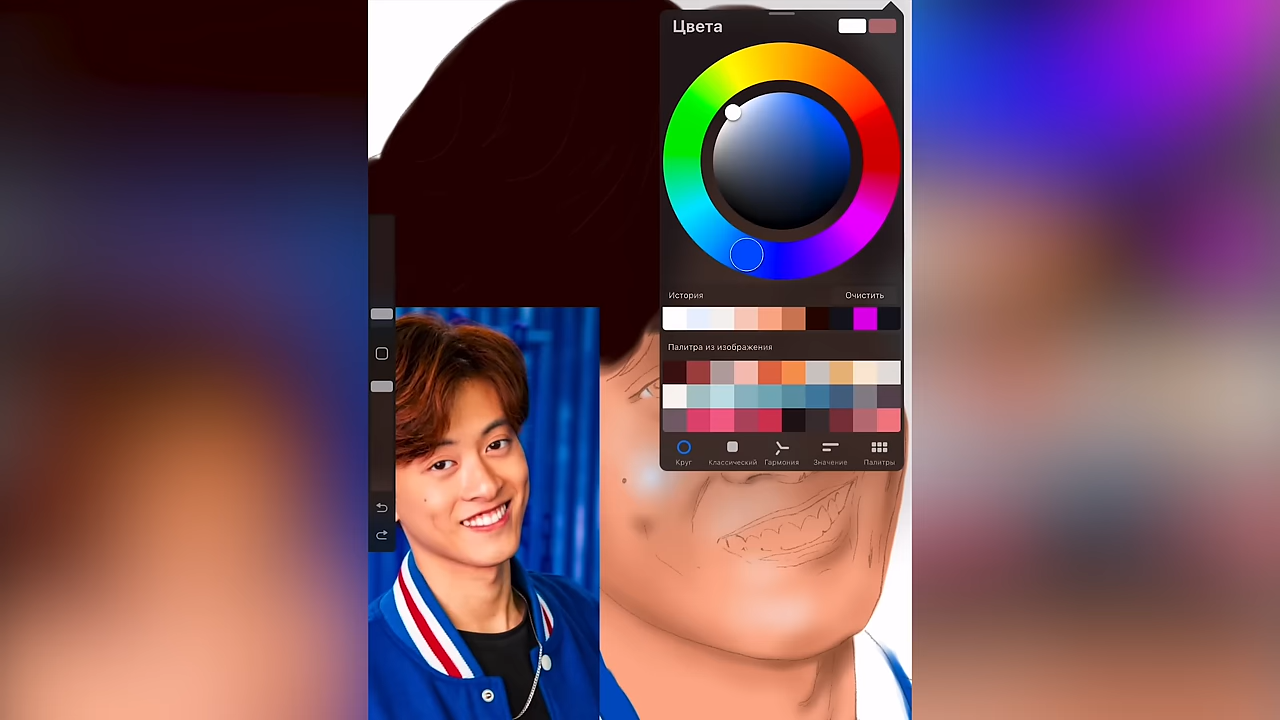 Цвета
История Очистить
Палитра из изображения
Круг Классический Гармония Значение Палитры